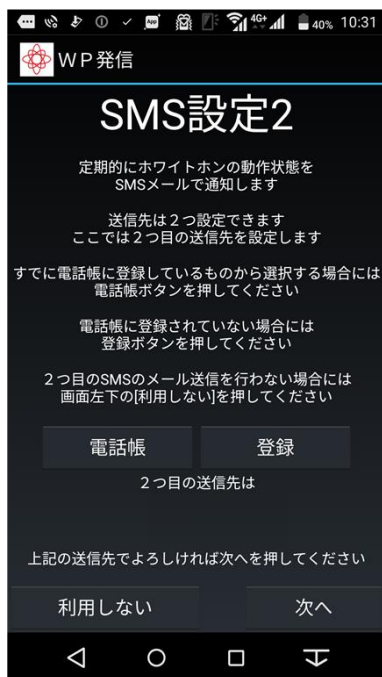 4G+ 40% 10:31
WP発信
SMS設定2
定期的にホワイトホンの動作状態を
SMSメールで通知します
送信先は2つ設定できます
ここでは2つ目の送信先を設定します
すでに電話帳に登録しているものから選択する場合には
電話帳ボタンを押してください
電話帳に登録されていない場合には
登録ボタンを押してください
2つ目のSMSのメール送信を行わない場合には
画面左下の[利用しない]を押してください
電話帳 登録
2つ目の送信先は
上記の送信先でよろしければ次へを押してください
利用しない 次へ